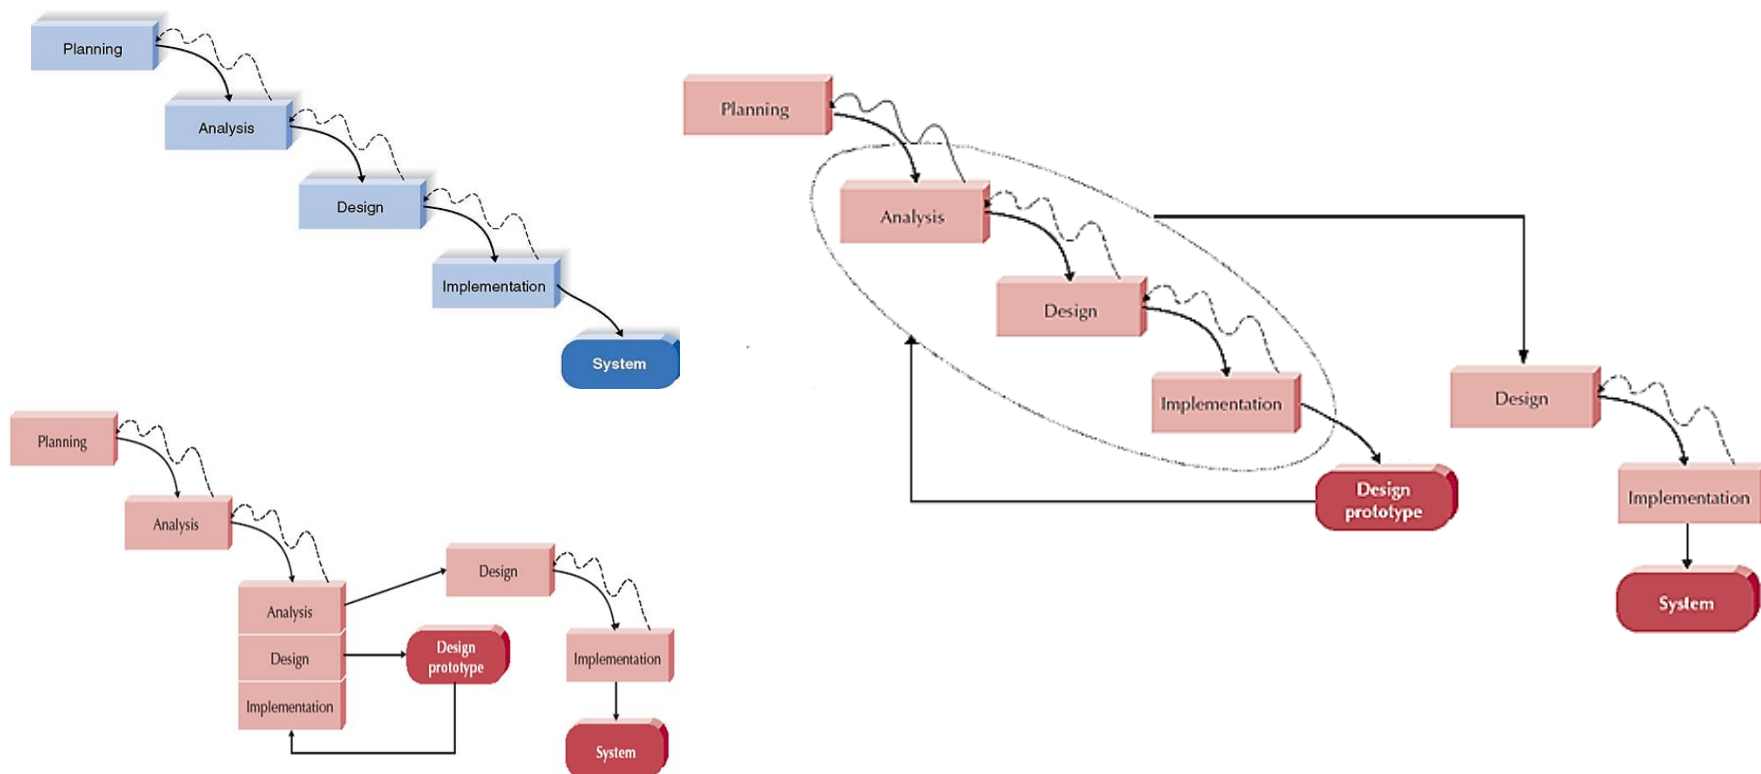 Planning
Analysis
Design
Implementation
System
Planning
Analysis
Analysis
Design
Implementation
Design
prototype
Design
Implementation
System
Planning
Analysis
Design
Implementation
Design
prototype
Design
Implementation
System